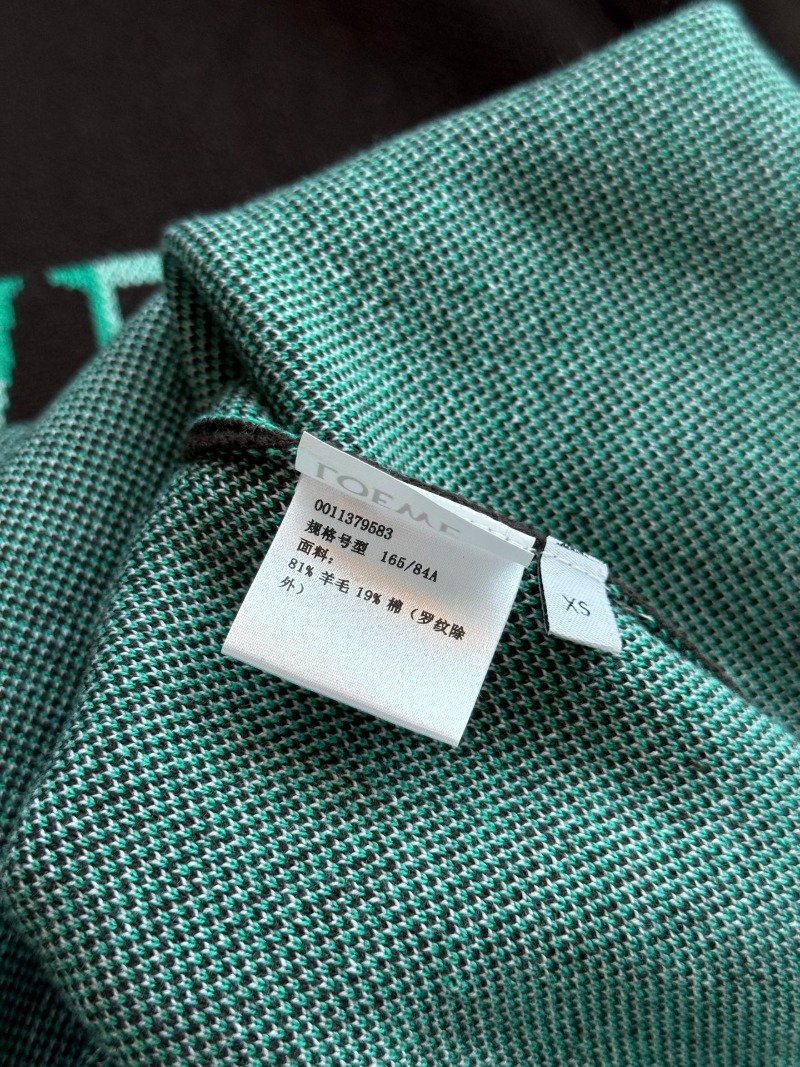 LOEWE
0011379583
规格号型 165/84A
面料:
81% 羊毛 19% 棉 (罗纹除
外)
XS